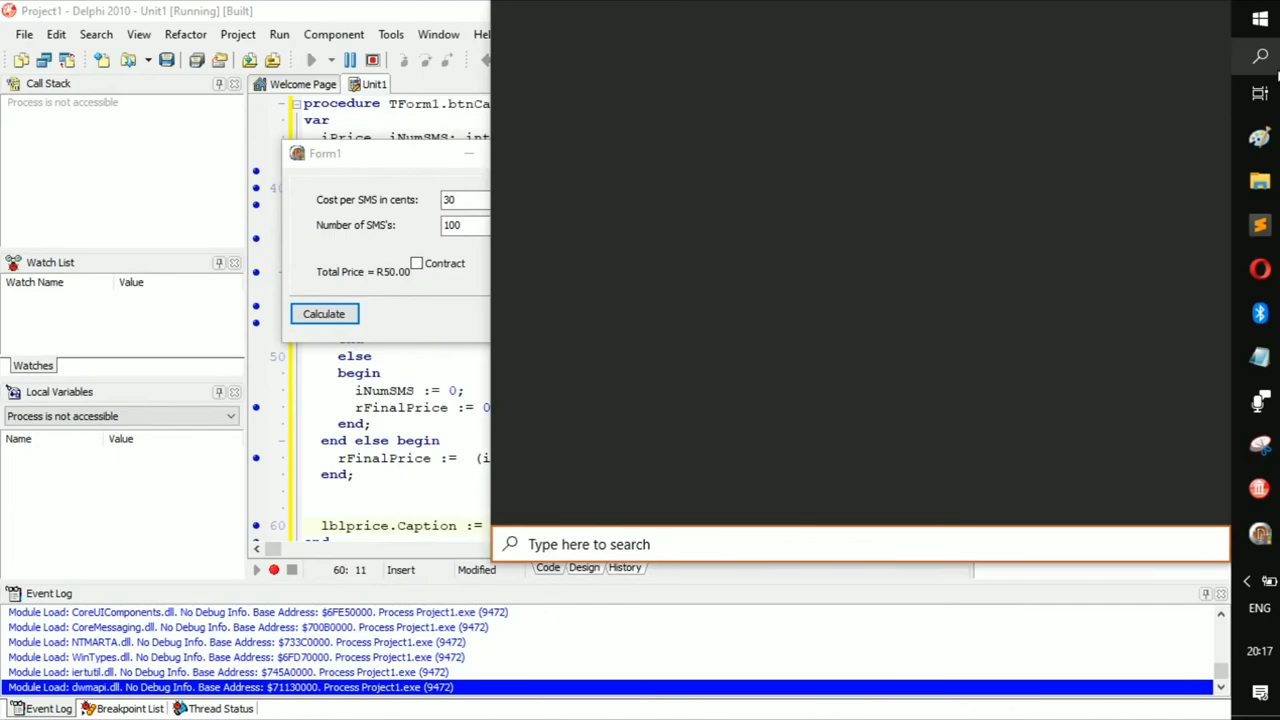 Project1 - Delphi 2010 - Unit1 [Running] [Built]
File Edit Search View Refactor Project Run Component Tools Window Hel
Call Stack
Process is not accessible
Welcome Page Unit1
procedure TForm1.btnCa
var
iPrice, iNumSMS: int
Form1
Cost per SMS in cents: 30
Number of SMS's: 100
Contract
Total Price = R50.00
Calculate
Watch List
Watch Name Value
Watches
50 else
begin
iNumSMS := 0;
rFinalPrice := 0
end;
end else begin
rFinalPrice := (i
end;
60 lblprice.Caption :=
Local Variables
Process is not accessible
Name Value
Type here to search
60: 11 Insert Modified Code Design History
Event Log
Module Load: CoreUIComponents.dll. No Debug Info. Base Address: $6FE50000. Process Project1.exe (9472)
Module Load: CoreMessaging.dll. No Debug Info. Base Address: $700B0000. Process Project1.exe (9472)
Module Load: NTMARTA.dll. No Debug Info. Base Address: $733C0000. Process Project1.exe (9472)
Module Load: WinTypes.dll. No Debug Info. Base Address: $6FD70000. Process Project1.exe (9472)
Module Load: iertutil.dll. No Debug Info. Base Address: $745A0000. Process Project1.exe (9472)
Module Load: dwmapi.dll. No Debug Info. Base Address: $71130000. Process Project1.exe (9472)
Event Log Breakpoint List Thread Status
ENG
20:17